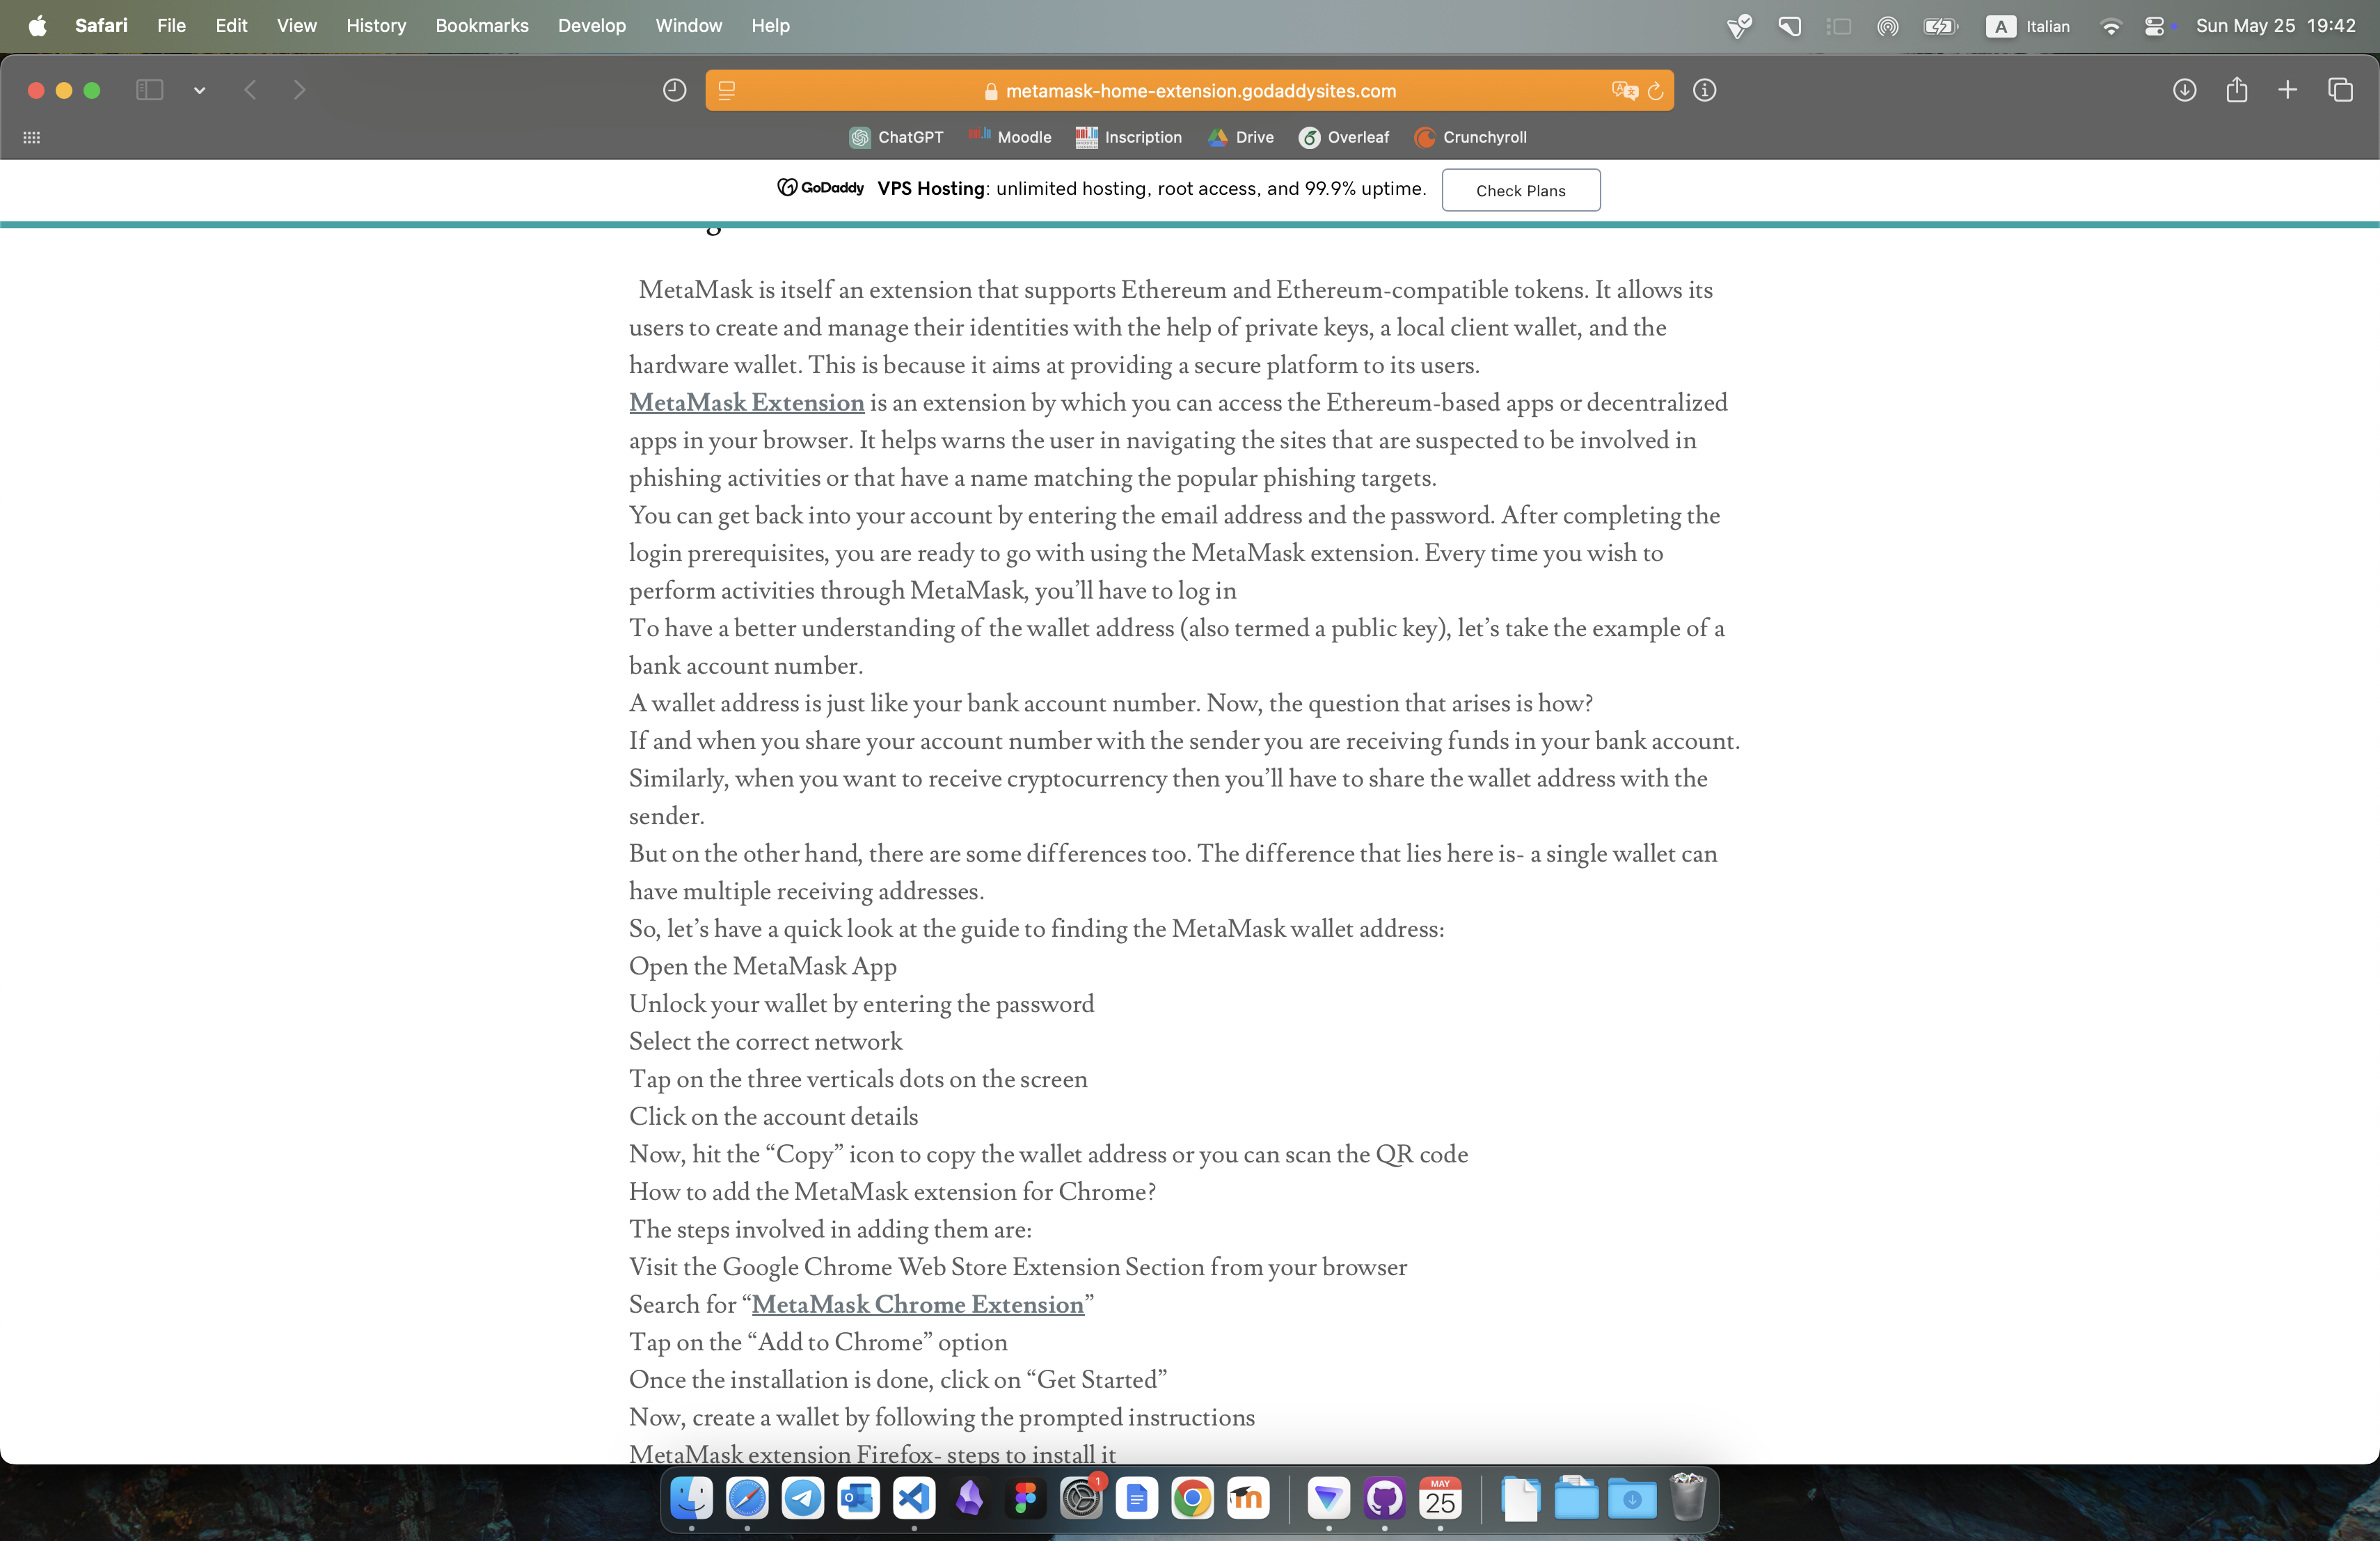 Safari File Edit View History Bookmarks Develop Window Help A Italian Sun May 25 19:42
metamask-home-extension.godaddysites.com
ChatGPT Moodle Inscription Drive Overleaf Crunchyroll
GoDaddy VPS Hosting: unlimited hosting, root access, and 99.9% uptime. Check Plans
MetaMask is itself an extension that supports Ethereum and Ethereum-compatible tokens. It allows its
users to create and manage their identities with the help of private keys, a local client wallet, and the
hardware wallet. This is because it aims at providing a secure platform to its users.
MetaMask Extension is an extension by which you can access the Ethereum-based apps or decentralized
apps in your browser. It helps warns the user in navigating the sites that are suspected to be involved in
phishing activities or that have a name matching the popular phishing targets.
You can get back into your account by entering the email address and the password. After completing the
login prerequisites, you are ready to go with using the MetaMask extension. Every time you wish to
perform activities through MetaMask, you’ll have to log in
To have a better understanding of the wallet address (also termed a public key), let’s take the example of a
bank account number.
A wallet address is just like your bank account number. Now, the question that arises is how?
If and when you share your account number with the sender you are receiving funds in your bank account.
Similarly, when you want to receive cryptocurrency then you’ll have to share the wallet address with the
sender.
But on the other hand, there are some differences too. The difference that lies here is- a single wallet can
have multiple receiving addresses.
So, let’s have a quick look at the guide to finding the MetaMask wallet address:
Open the MetaMask App
Unlock your wallet by entering the password
Select the correct network
Tap on the three verticals dots on the screen
Click on the account details
Now, hit the “Copy” icon to copy the wallet address or you can scan the QR code
How to add the MetaMask extension for Chrome?
The steps involved in adding them are:
Visit the Google Chrome Web Store Extension Section from your browser
Search for “MetaMask Chrome Extension”
Tap on the “Add to Chrome” option
Once the installation is done, click on “Get Started”
Now, create a wallet by following the prompted instructions
MetaMask extension Firefox- steps to install it
1
MAY
25